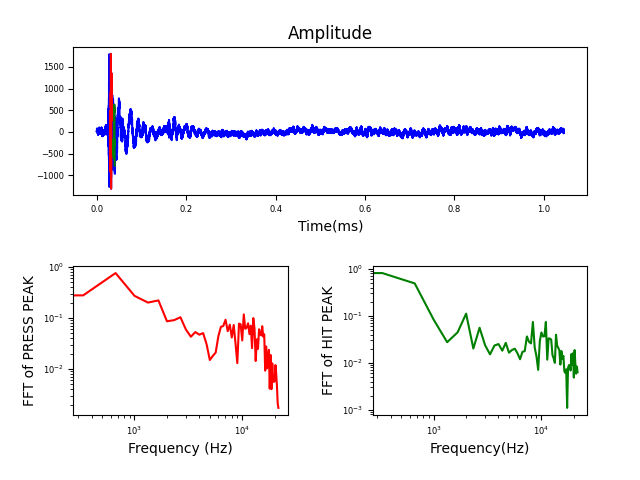 Amplitude
1500
1000
500
0
−500
−1000
0.0 0.2 0.4 0.6 0.8 1.0
Time(ms)
FFT of PRESS PEAK
10⁰
10⁻¹
10⁻²
10³ 10⁴
Frequency (Hz)
FFT of HIT PEAK
10⁰
10⁻¹
10⁻²
10⁻³
10³ 10⁴
Frequency(Hz)